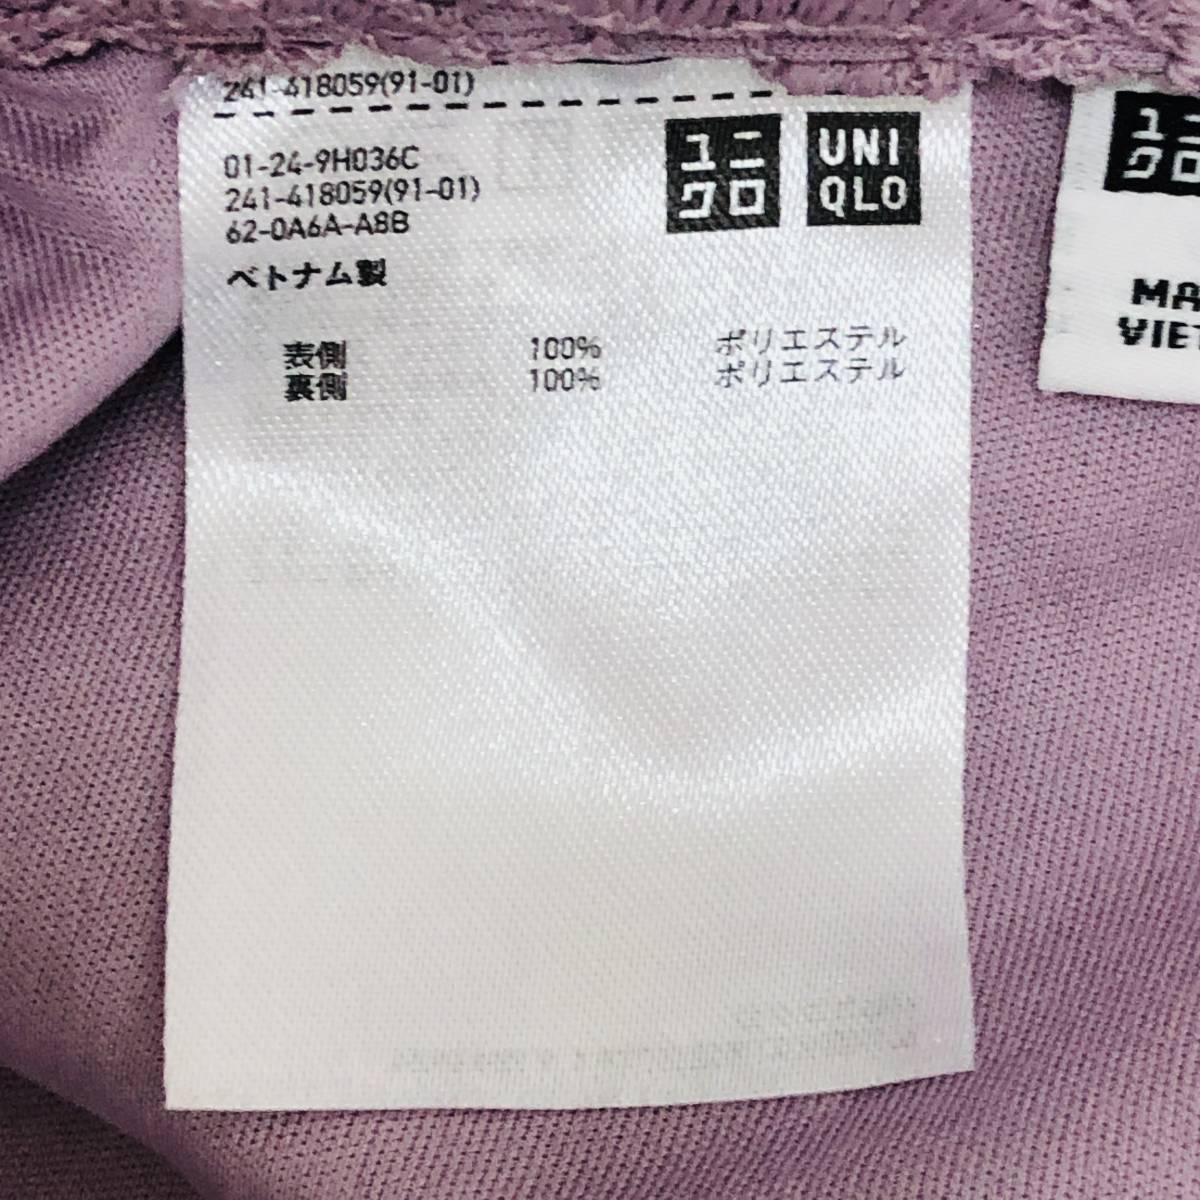 241-418059(91-01)
01-24-9H036C
241-418059(91-01)
62-0A6A-A8B
ベトナム製
ユニ
クロ
UNI
QLO
表側 100% ポリエステル
裏側 100% ポリエステル
ユニ
クロ